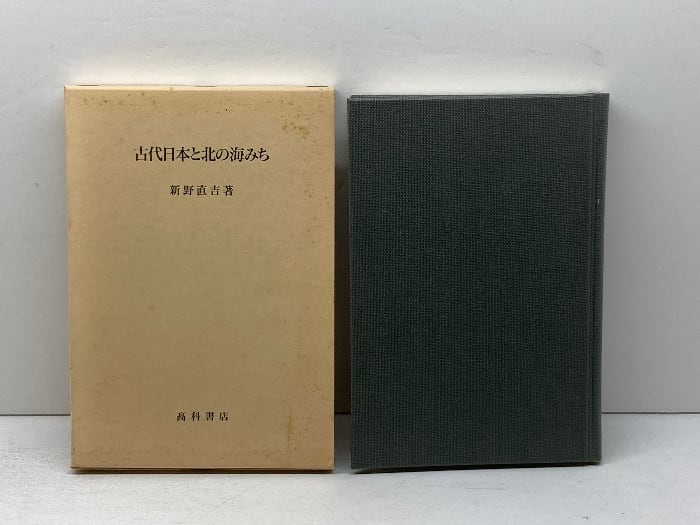 古代日本と北の海みち
新野直吉著
高科書店